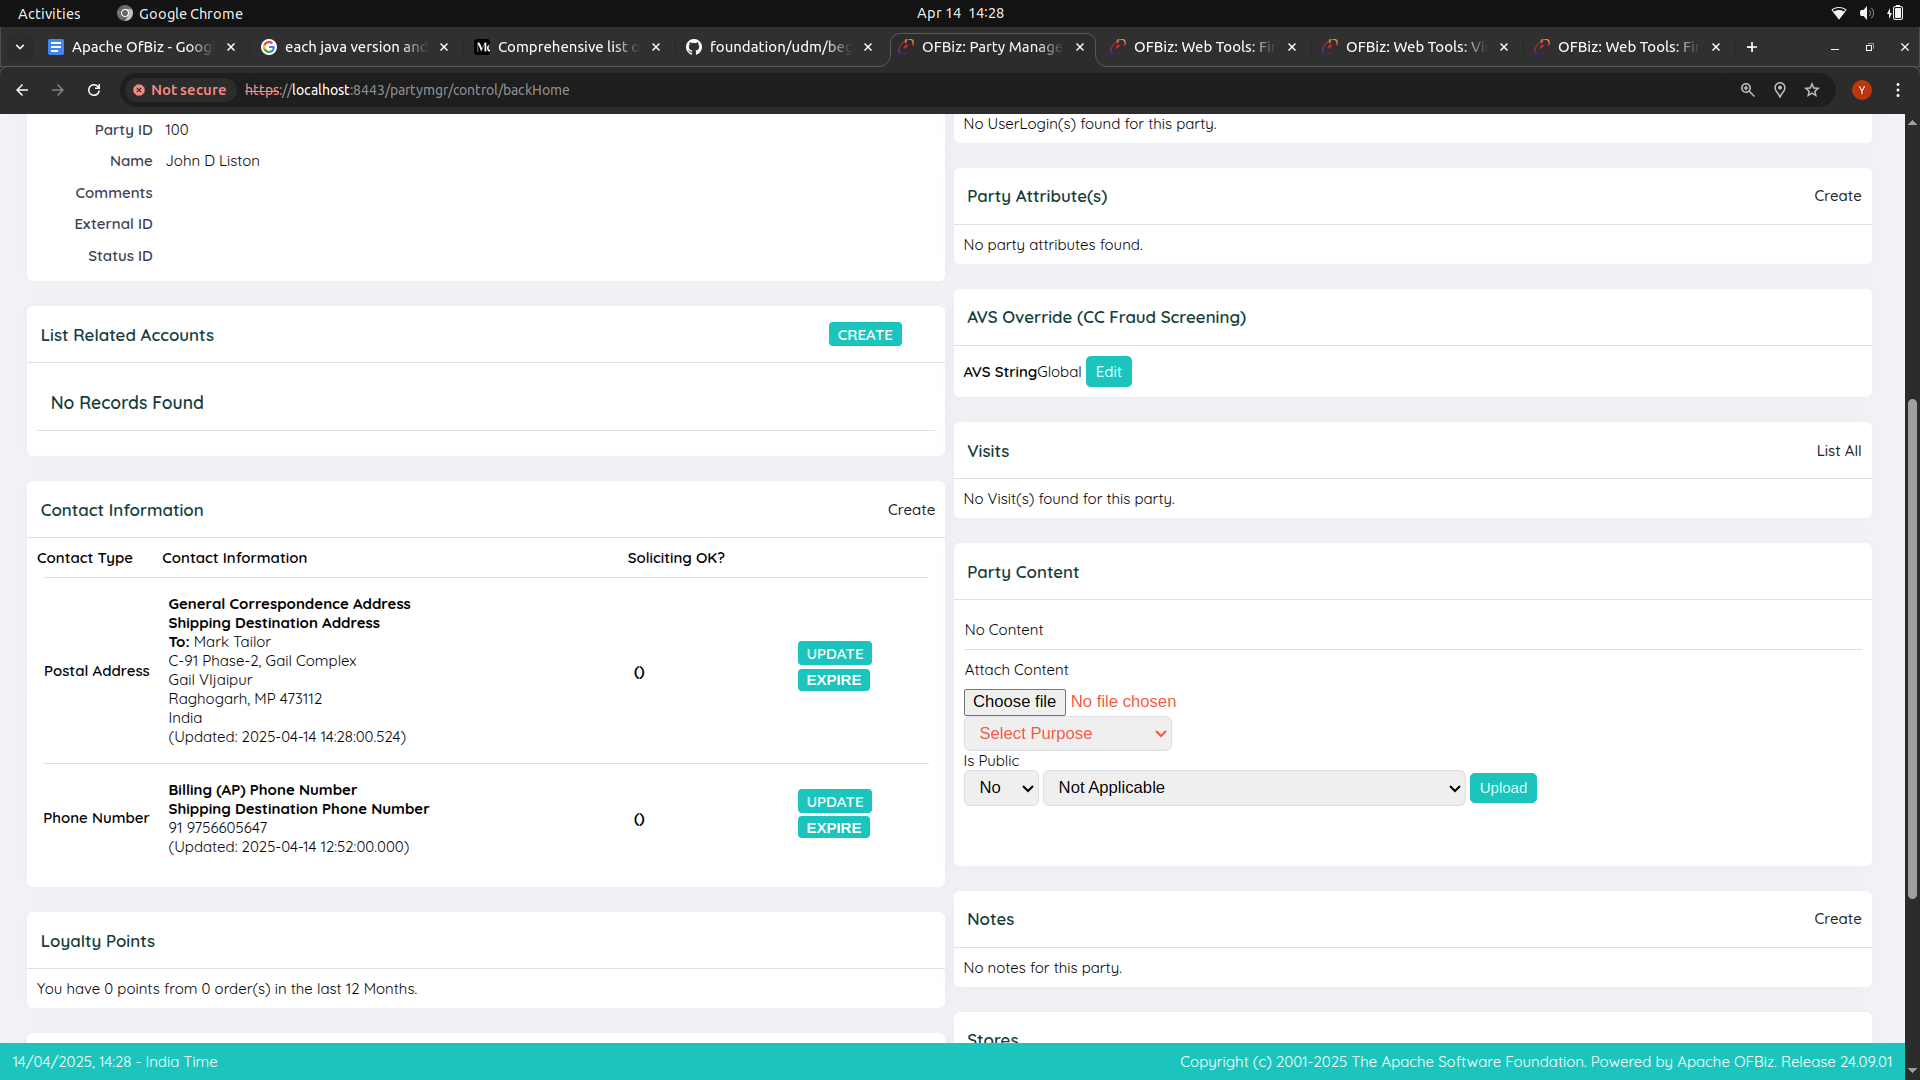 Activities
Google Chrome
Apr 14 14:28
Apache OfBiz - Goog
each java version and
Comprehensive list o
foundation/udm/beg
OFBiz: Party Manage
OFBiz: Web Tools: Fi
OFBiz: Web Tools: Vi
OFBiz: Web Tools: Fi
Not secure
https://localhost:8443/partymgr/control/backHome
Y
Party ID 100
Name John D Liston
Comments
External ID
Status ID
List Related Accounts
CREATE
No Records Found
Contact Information
Create
Contact Type Contact Information Soliciting OK?
Postal Address
General Correspondence Address
Shipping Destination Address
To: Mark Tailor
C-91 Phase-2, Gail Complex
Gail VIjaipur
Raghogarh, MP 473112
India
(Updated: 2025-04-14 14:28:00.524)
()
UPDATE
EXPIRE
Phone Number
Billing (AP) Phone Number
Shipping Destination Phone Number
91 9756605647
(Updated: 2025-04-14 12:52:00.000)
()
UPDATE
EXPIRE
Loyalty Points
You have 0 points from 0 order(s) in the last 12 Months.
No UserLogin(s) found for this party.
Party Attribute(s)
Create
No party attributes found.
AVS Override (CC Fraud Screening)
AVS StringGlobal Edit
Visits
List All
No Visit(s) found for this party.
Party Content
No Content
Attach Content
Choose file No file chosen
Select Purpose
Is Public
No Not Applicable Upload
Notes
Create
No notes for this party.
Stores
14/04/2025, 14:28 - India Time
Copyright (c) 2001-2025 The Apache Software Foundation. Powered by Apache OFBiz. Release 24.09.01